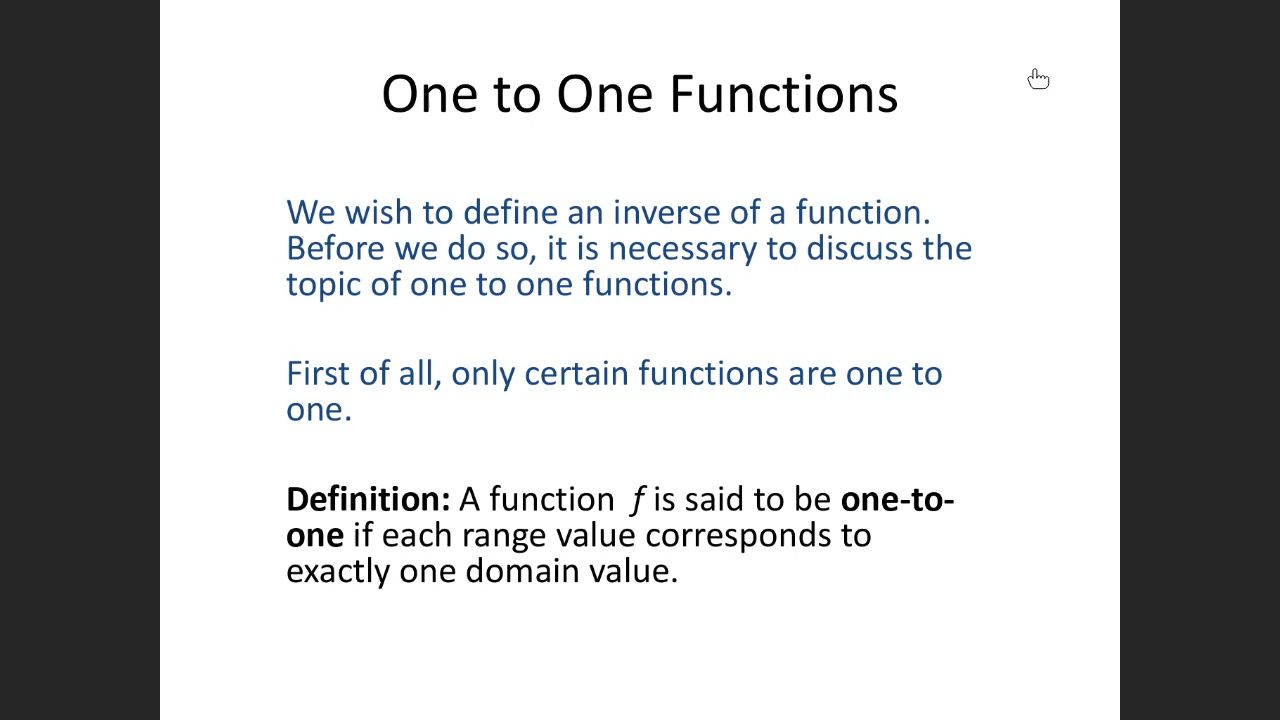 One to One Functions
We wish to define an inverse of a function.
Before we do so, it is necessary to discuss the
topic of one to one functions.
First of all, only certain functions are one to
one.
Definition: A function f is said to be one-to-
one if each range value corresponds to
exactly one domain value.